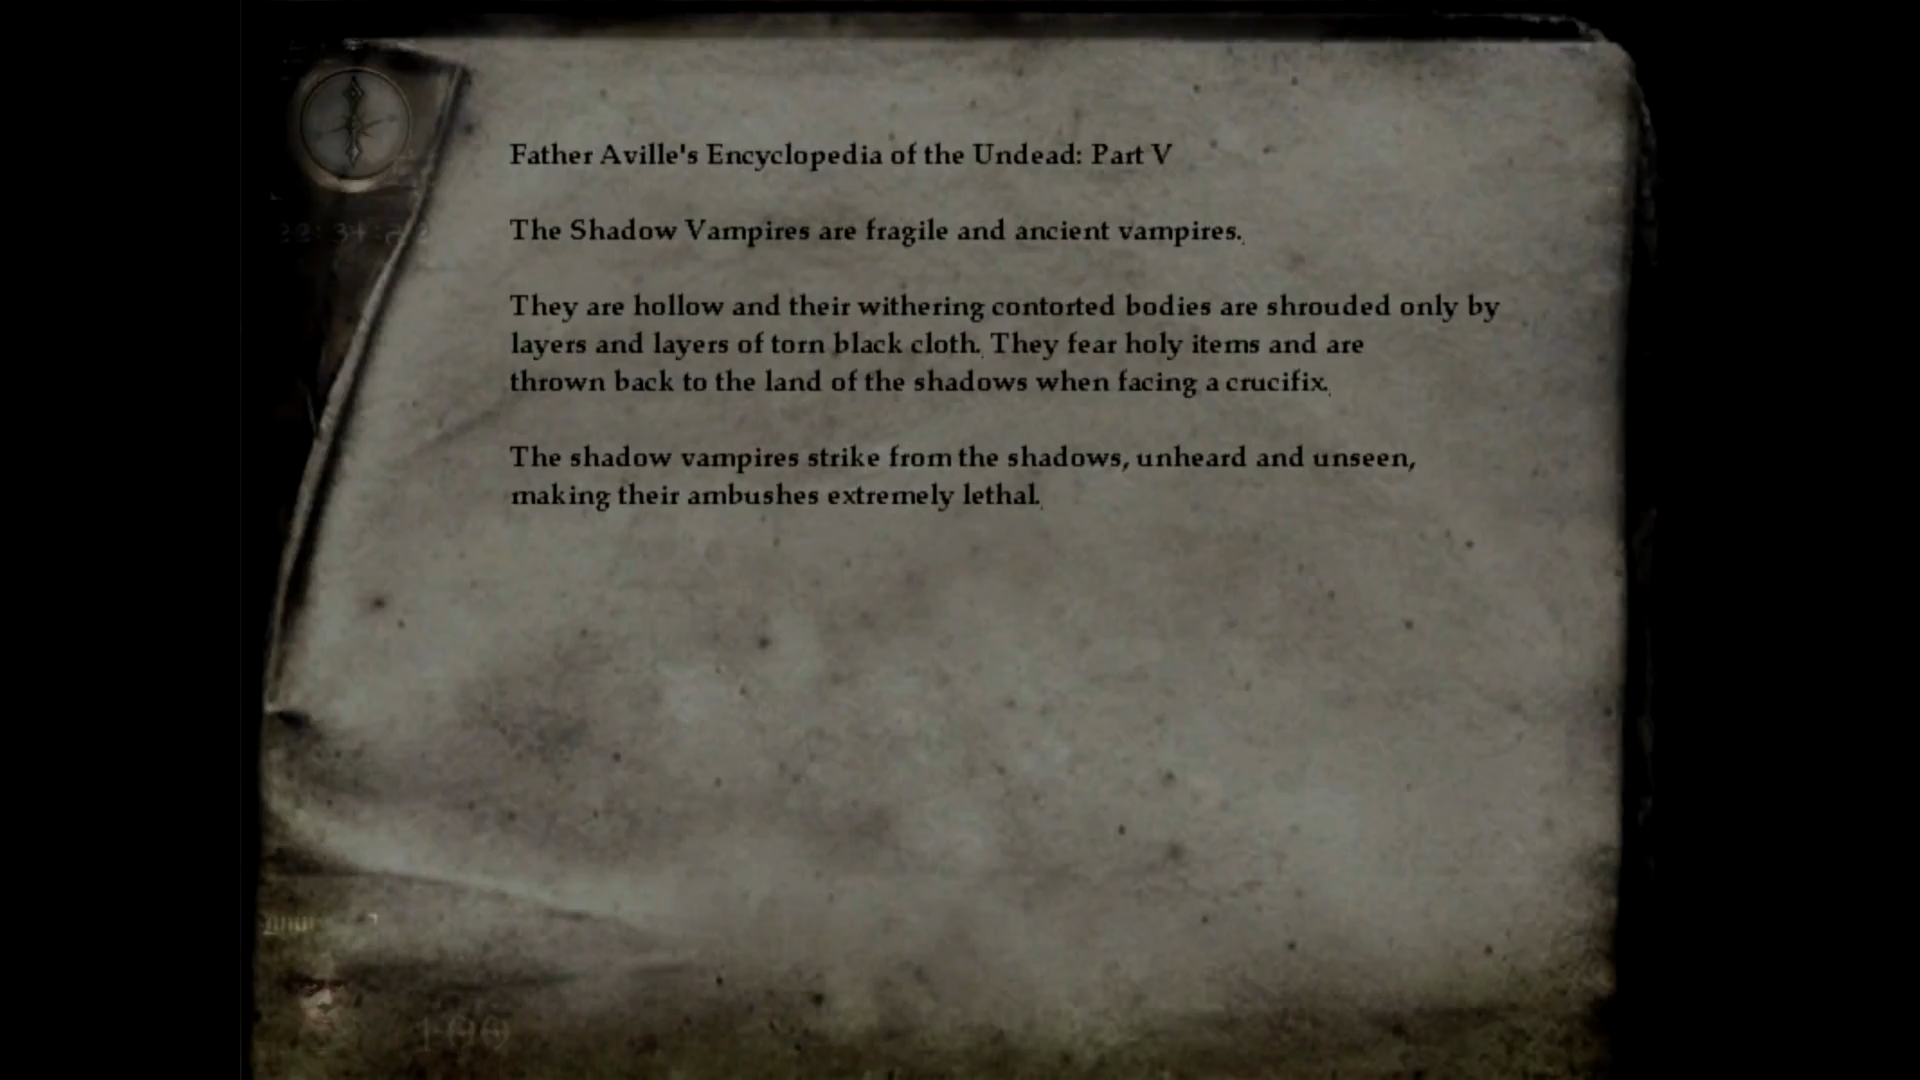 Father Aville's Encyclopedia of the Undead: Part V
The Shadow Vampires are fragile and ancient vampires.
They are hollow and their withering contorted bodies are shrouded only by
layers and layers of torn black cloth. They fear holy items and are
thrown back to the land of the shadows when facing a crucifix.
The shadow vampires strike from the shadows, unheard and unseen,
making their ambushes extremely lethal.
100